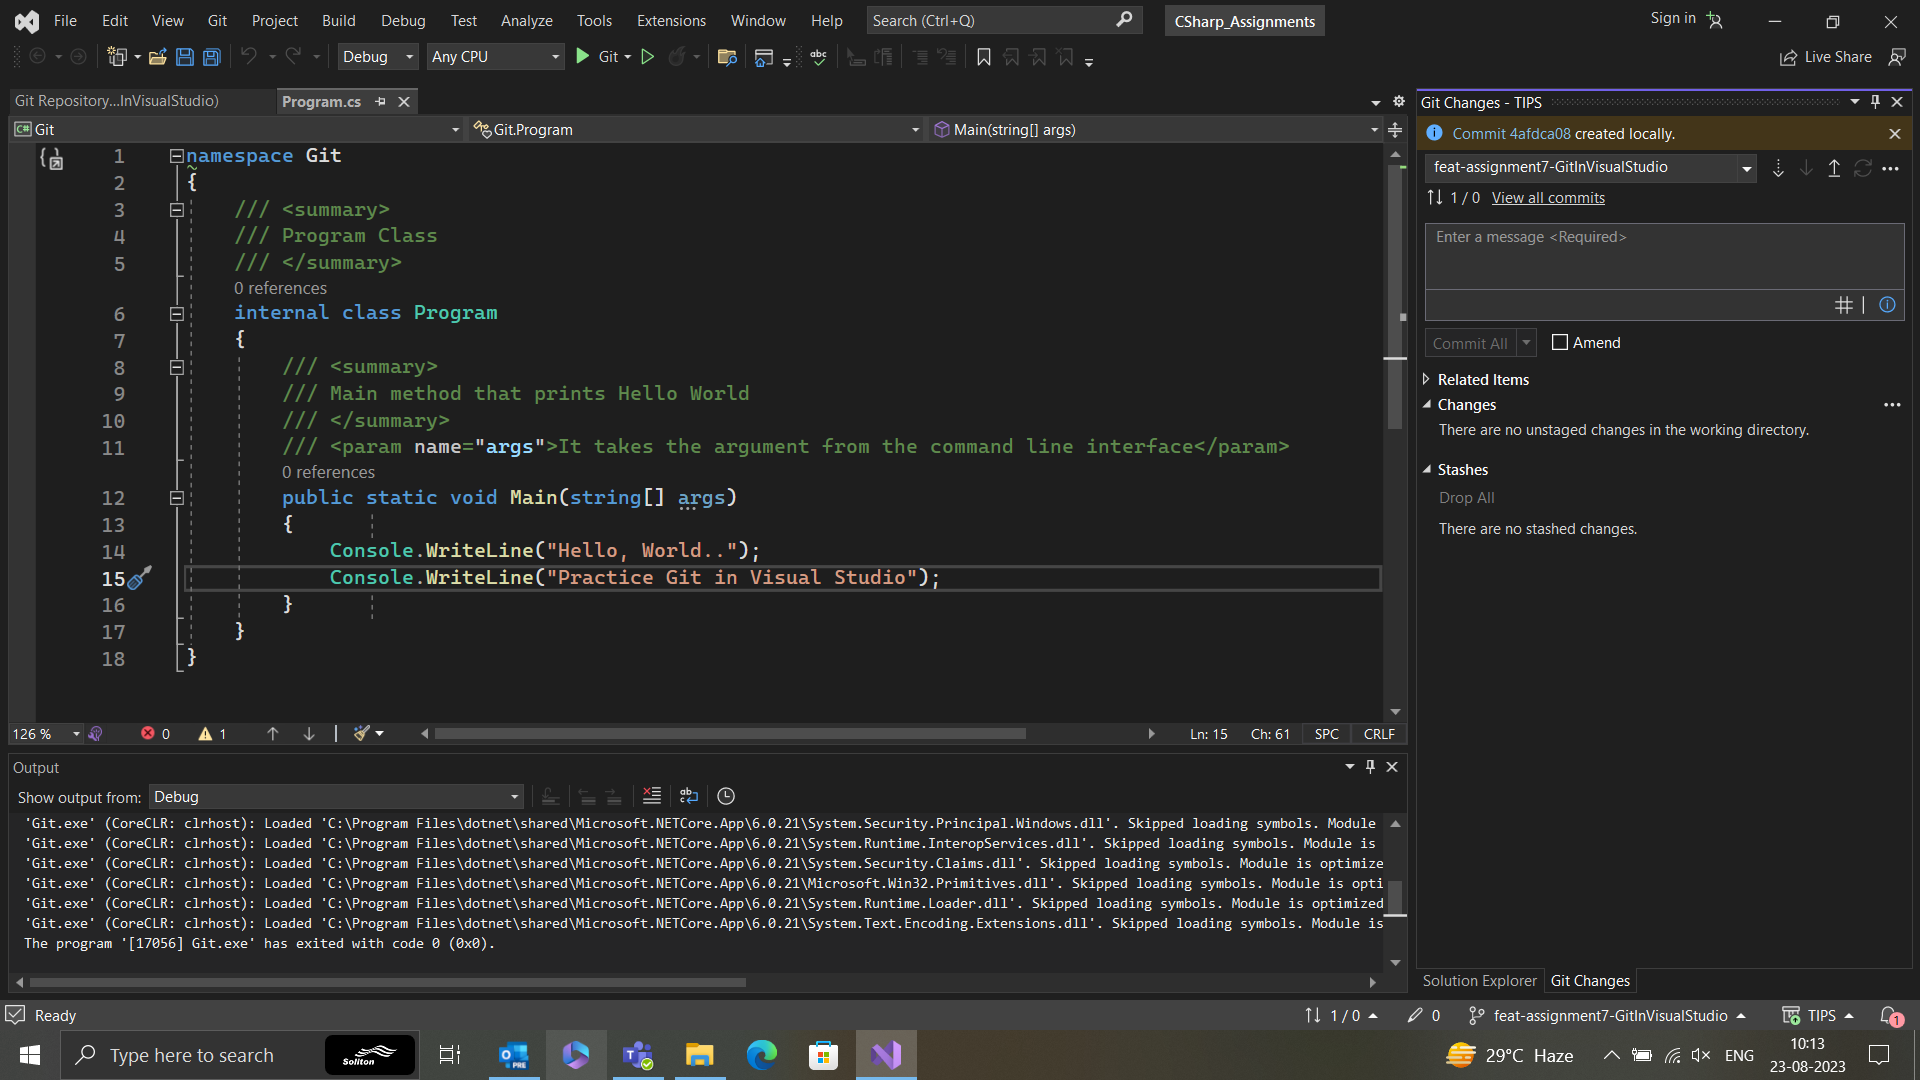 File Edit View Git Project Build Debug Test Analyze Tools Extensions Window Help Search (Ctrl+Q) CSharp_Assignments Sign in
Debug Any CPU Git Live Share
Git Repository...InVisualStudio) Program.cs
Git Git.Program Main(string[] args)
1 namespace Git
2 {
3 /// <summary>
4 /// Program Class
5 /// </summary>
0 references
6 internal class Program
7 {
8 /// <summary>
9 /// Main method that prints Hello World
10 /// </summary>
11 /// <param name="args">It takes the argument from the command line interface</param>
0 references
12 public static void Main(string[] args)
13 {
14 Console.WriteLine("Hello, World..");
15 Console.WriteLine("Practice Git in Visual Studio");
16 }
17 }
18 }
126 % 0 1 Ln: 15 Ch: 61 SPC CRLF
Output
Show output from: Debug
'Git.exe' (CoreCLR: clrhost): Loaded 'C:\Program Files\dotnet\shared\Microsoft.NETCore.App\6.0.21\System.Security.Principal.Windows.dll'. Skipped loading symbols. Module
'Git.exe' (CoreCLR: clrhost): Loaded 'C:\Program Files\dotnet\shared\Microsoft.NETCore.App\6.0.21\System.Runtime.InteropServices.dll'. Skipped loading symbols. Module is
'Git.exe' (CoreCLR: clrhost): Loaded 'C:\Program Files\dotnet\shared\Microsoft.NETCore.App\6.0.21\System.Security.Claims.dll'. Skipped loading symbols. Module is optimize
'Git.exe' (CoreCLR: clrhost): Loaded 'C:\Program Files\dotnet\shared\Microsoft.NETCore.App\6.0.21\Microsoft.Win32.Primitives.dll'. Skipped loading symbols. Module is opti
'Git.exe' (CoreCLR: clrhost): Loaded 'C:\Program Files\dotnet\shared\Microsoft.NETCore.App\6.0.21\System.Runtime.Loader.dll'. Skipped loading symbols. Module is optimized
'Git.exe' (CoreCLR: clrhost): Loaded 'C:\Program Files\dotnet\shared\Microsoft.NETCore.App\6.0.21\System.Text.Encoding.Extensions.dll'. Skipped loading symbols. Module is
The program '[17056] Git.exe' has exited with code 0 (0x0).
Git Changes - TIPS
Commit 4afdca08 created locally.
feat-assignment7-GitInVisualStudio
1 / 0 View all commits
Enter a message <Required>
Commit All Amend
Related Items
Changes
There are no unstaged changes in the working directory.
Stashes
Drop All
There are no stashed changes.
Solution Explorer Git Changes
Ready 1 / 0 0 feat-assignment7-GitInVisualStudio TIPS 1
Type here to search Soliton PRE 29°C Haze ENG 10:13
23-08-2023